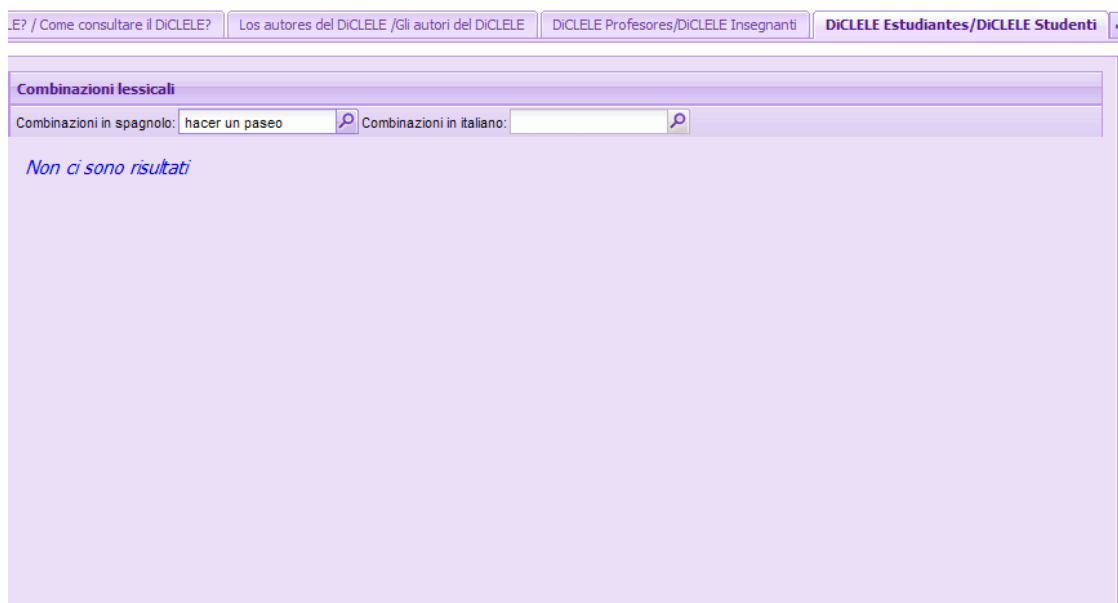 LE? / Come consultare il DiCLELE? Los autores del DiCLELE /Gli autori del DiCLELE DiCLELE Profesores/DiCLELE Insegnanti DiCLELE Estudiantes/DiCLELE Studenti
Combinazioni lessicali
Combinazioni in spagnolo: hacer un paseo Combinazioni in italiano:
Non ci sono risultati